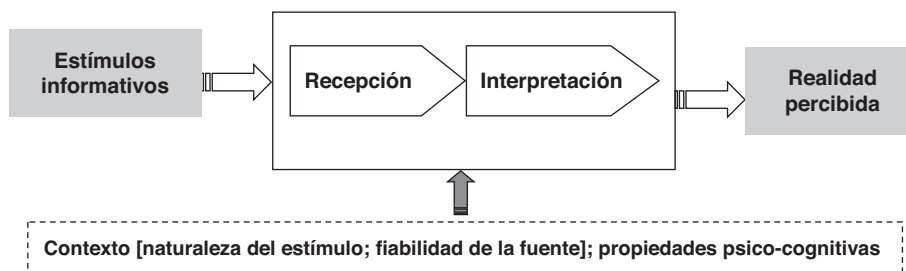 Estímulos
informativos
Recepción
Interpretación
Realidad
percibida
Contexto [naturaleza del estímulo; fiabilidad de la fuente]; propiedades psico-cognitivas